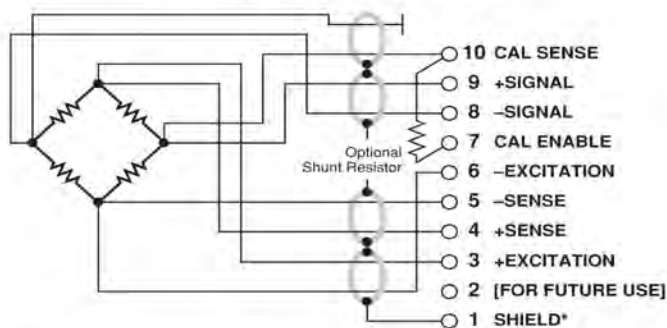 10 CAL SENSE
9 +SIGNAL
8 –SIGNAL
7 CAL ENABLE
Optional
Shunt Resistor
6 –EXCITATION
5 –SENSE
4 +SENSE
3 +EXCITATION
2 [FOR FUTURE USE]
1 SHIELD*